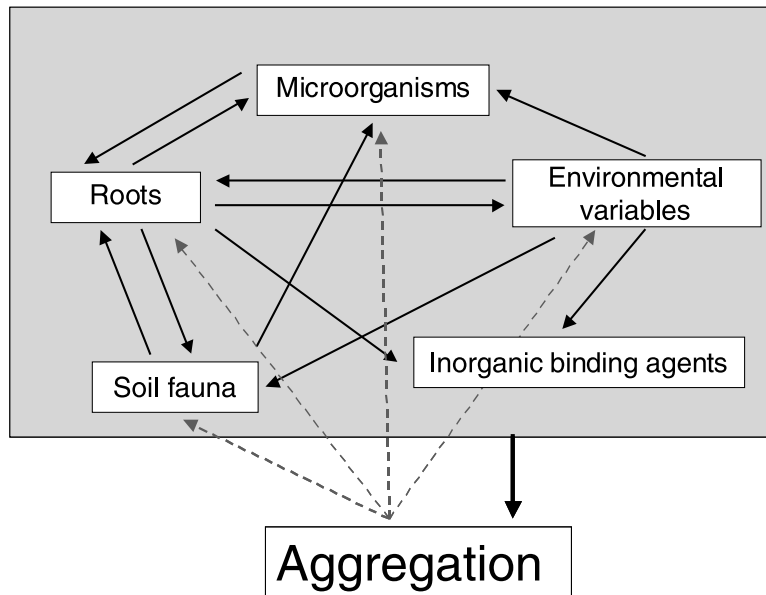 Microorganisms
Roots
Environmental
variables
Soil fauna
Inorganic binding agents
Aggregation